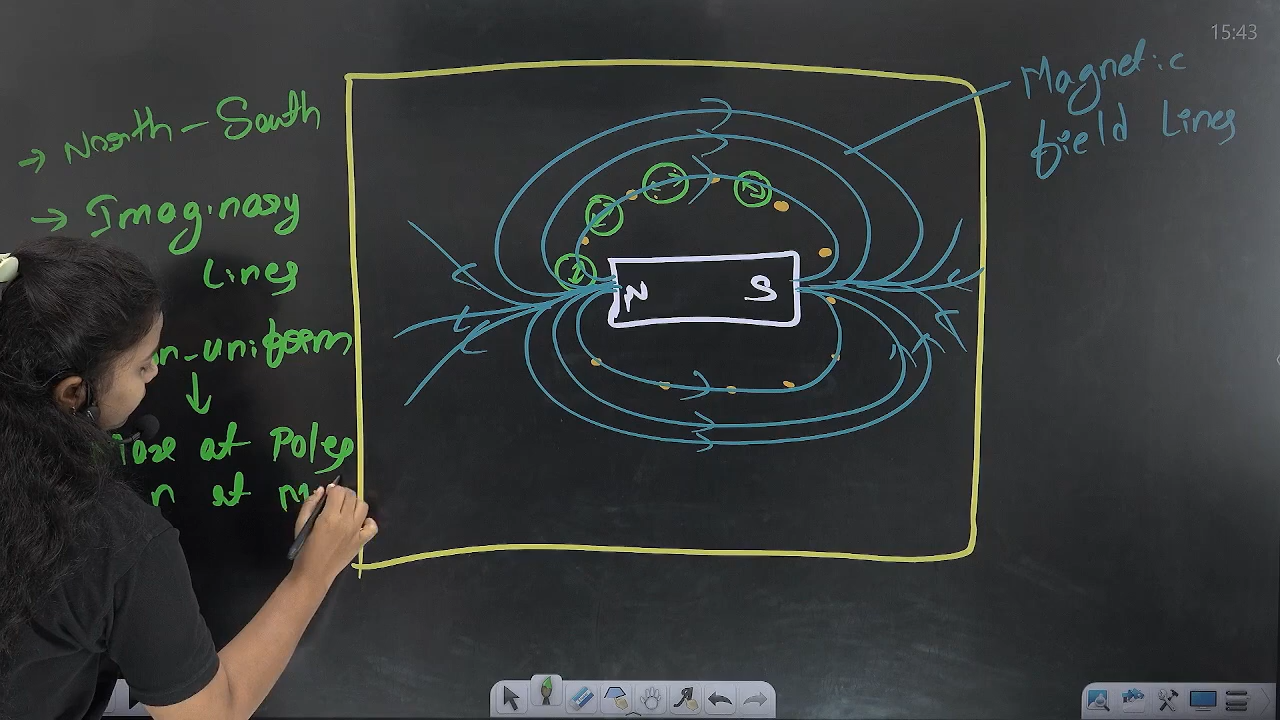 15:43
Magnetic
field Lines
→ North - South
→ Imaginary
Lines
uniform
↓
at Poles
at
N S